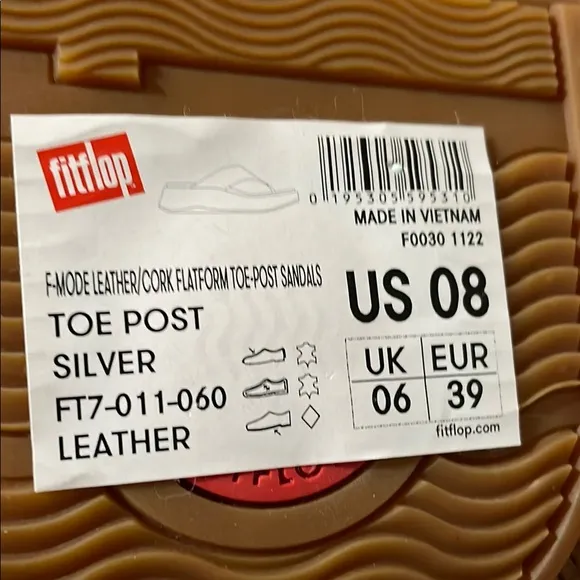 fitflop
0 195305 595310
MADE IN VIETNAM
F0030 1122
F-MODE LEATHER/CORK FLATFORM TOE-POST SANDALS
TOE POST
SILVER
FT7-011-060
LEATHER
US 08
UK EUR
06 39
fitflop.com